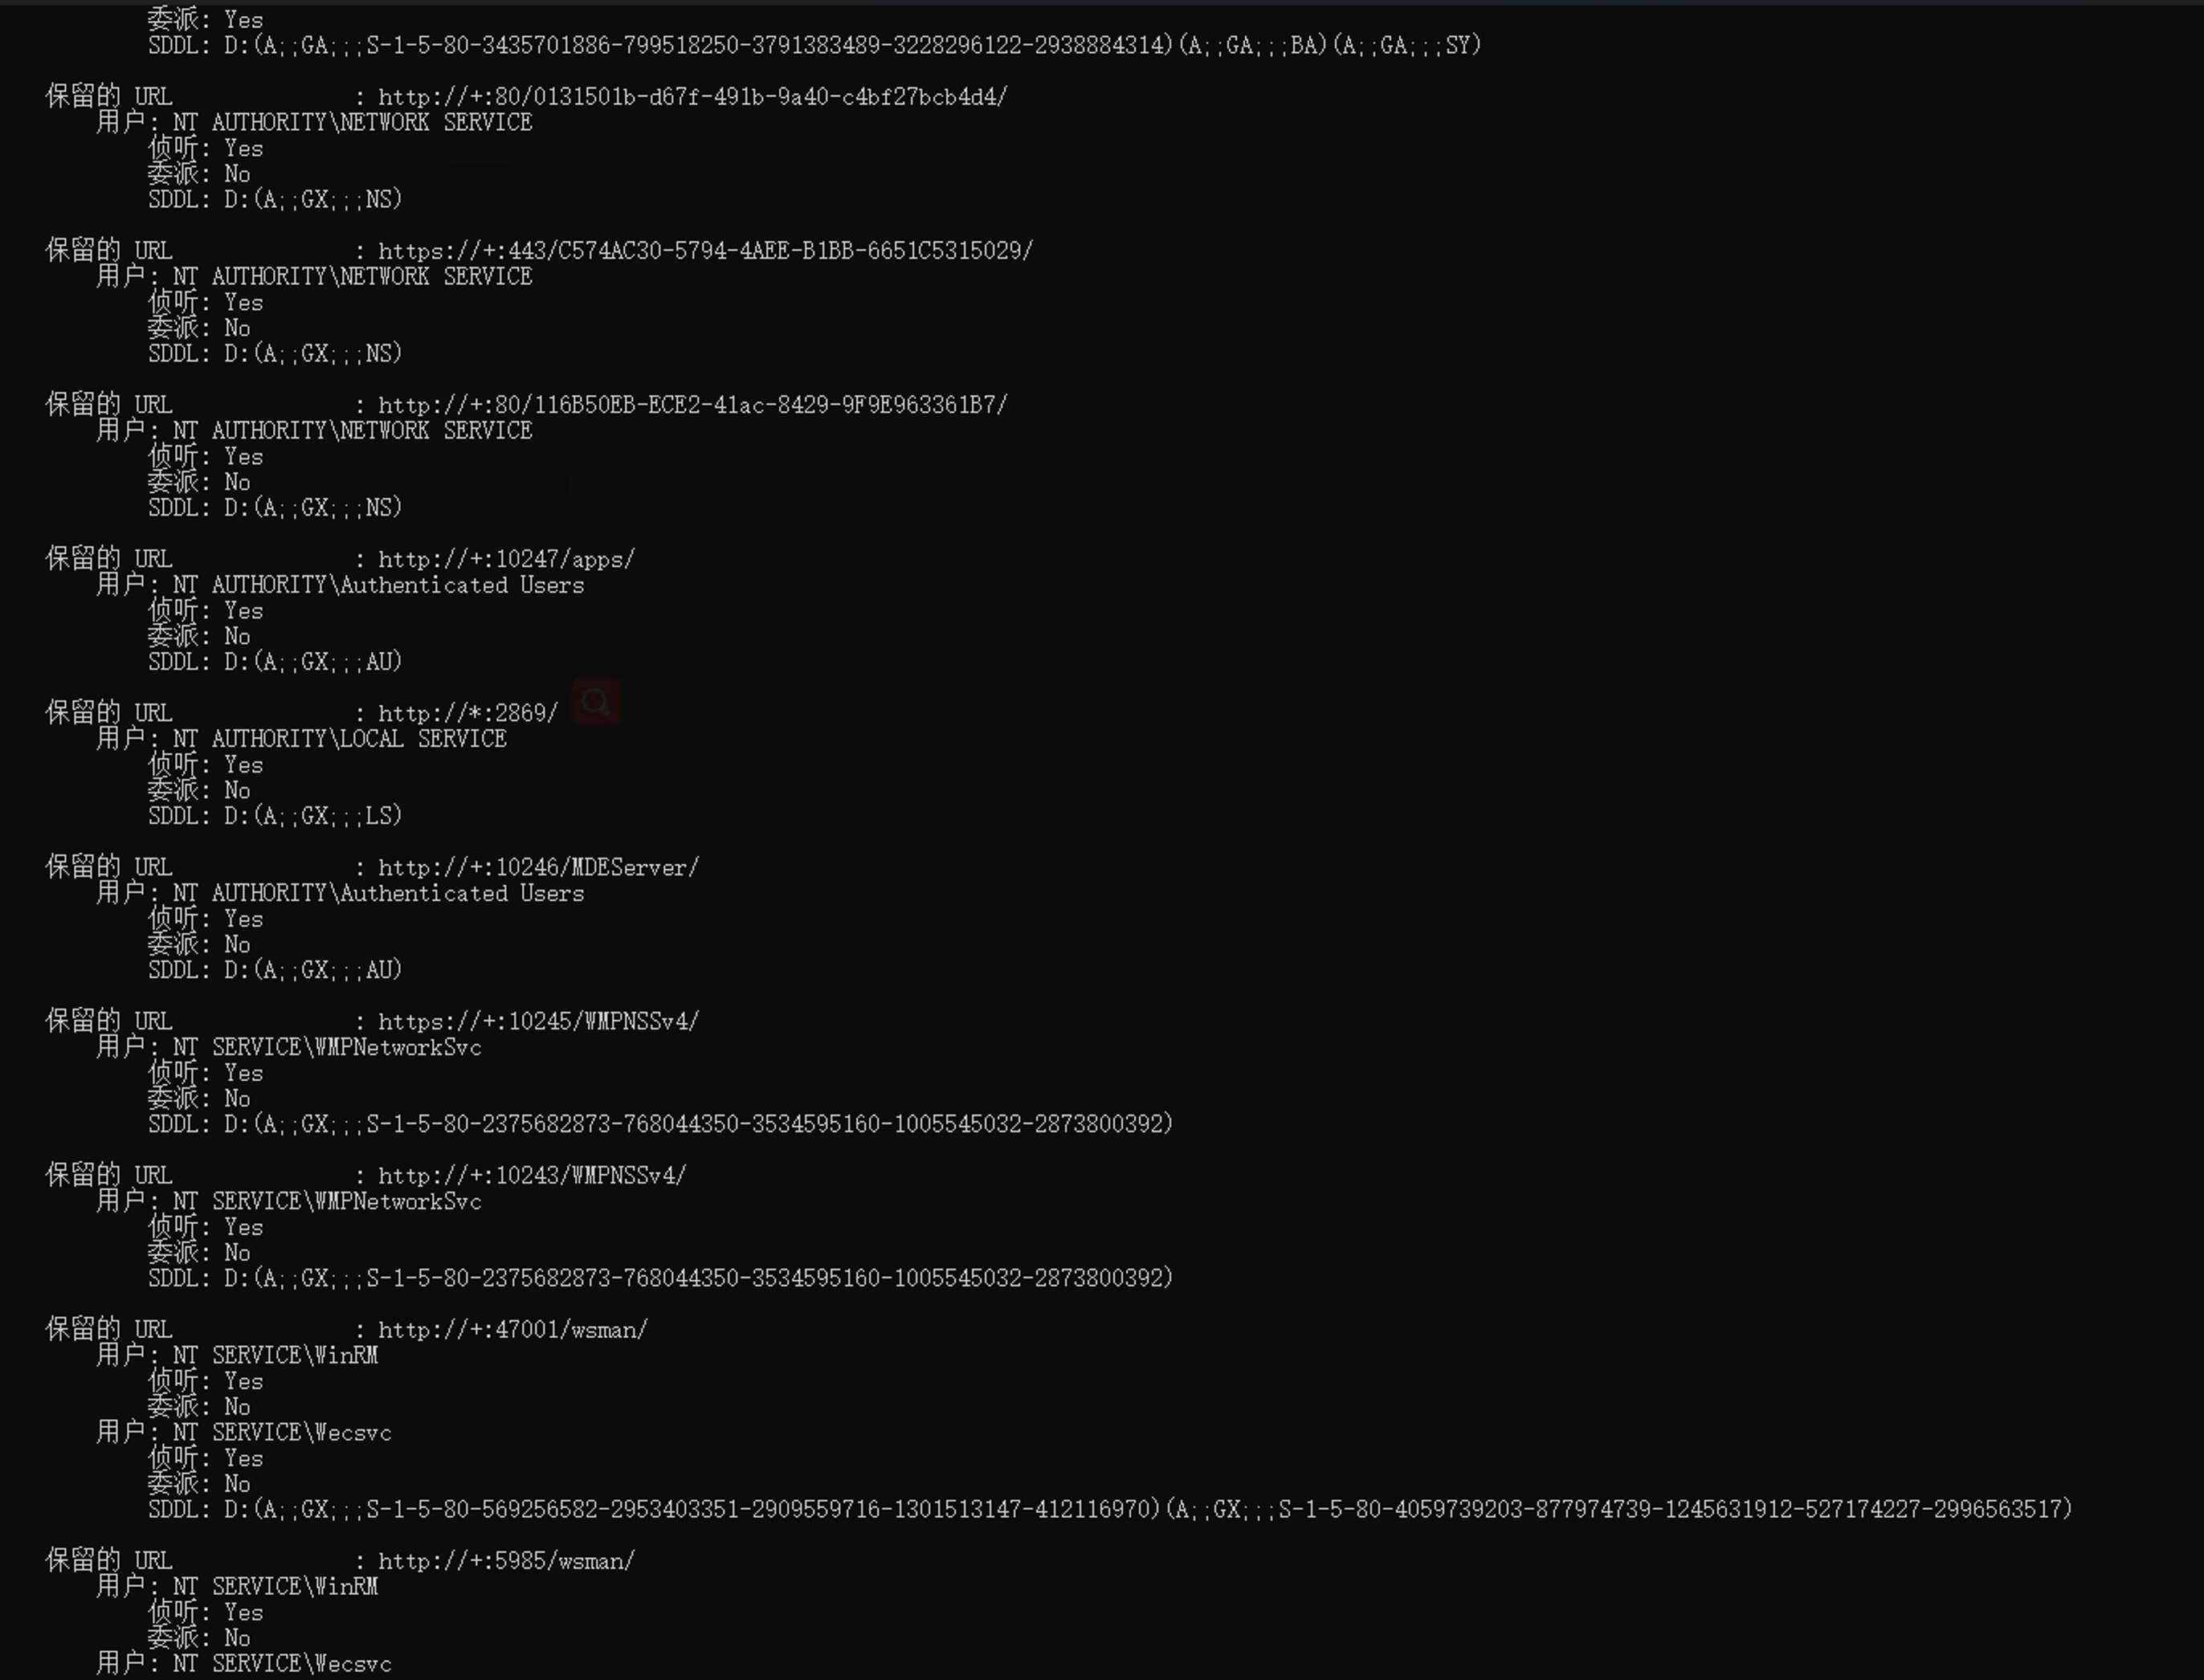 委派: Yes
SDDL: D:(A;;GA;;;S-1-5-80-3435701886-799518250-3791383489-3228296122-2938884314)(A;;GA;;;BA)(A;;GA;;;SY)
保留的 URL : http://+:80/0131501b-d67f-491b-9a40-c4bf27bcb4d4/
用户: NT AUTHORITY\NETWORK SERVICE
侦听: Yes
委派: No
SDDL: D:(A;;GX;;;NS)
保留的 URL : https://+:443/C574AC30-5794-4AEE-B1BB-6651C5315029/
用户: NT AUTHORITY\NETWORK SERVICE
侦听: Yes
委派: No
SDDL: D:(A;;GX;;;NS)
保留的 URL : http://+:80/116B50EB-ECE2-41ac-8429-9F9E963361B7/
用户: NT AUTHORITY\NETWORK SERVICE
侦听: Yes
委派: No
SDDL: D:(A;;GX;;;NS)
保留的 URL : http://+:10247/apps/
用户: NT AUTHORITY\Authenticated Users
侦听: Yes
委派: No
SDDL: D:(A;;GX;;;AU)
保留的 URL : http://*:2869/
用户: NT AUTHORITY\LOCAL SERVICE
侦听: Yes
委派: No
SDDL: D:(A;;GX;;;LS)
保留的 URL : http://+:10246/MDEServer/
用户: NT AUTHORITY\Authenticated Users
侦听: Yes
委派: No
SDDL: D:(A;;GX;;;AU)
保留的 URL : https://+:10245/WMPNSSv4/
用户: NT SERVICE\WMPNetworkSvc
侦听: Yes
委派: No
SDDL: D:(A;;GX;;;S-1-5-80-2375682873-768044350-3534595160-1005545032-2873800392)
保留的 URL : http://+:10243/WMPNSSv4/
用户: NT SERVICE\WMPNetworkSvc
侦听: Yes
委派: No
SDDL: D:(A;;GX;;;S-1-5-80-2375682873-768044350-3534595160-1005545032-2873800392)
保留的 URL : http://+:47001/wsman/
用户: NT SERVICE\WinRM
侦听: Yes
委派: No
用户: NT SERVICE\Wecsvc
侦听: Yes
委派: No
SDDL: D:(A;;GX;;;S-1-5-80-569256582-2953403351-2909559716-1301513147-412116970)(A;;GX;;;S-1-5-80-4059739203-877974739-1245631912-527174227-2996563517)
保留的 URL : http://+:5985/wsman/
用户: NT SERVICE\WinRM
侦听: Yes
委派: No
用户: NT SERVICE\Wecsvc